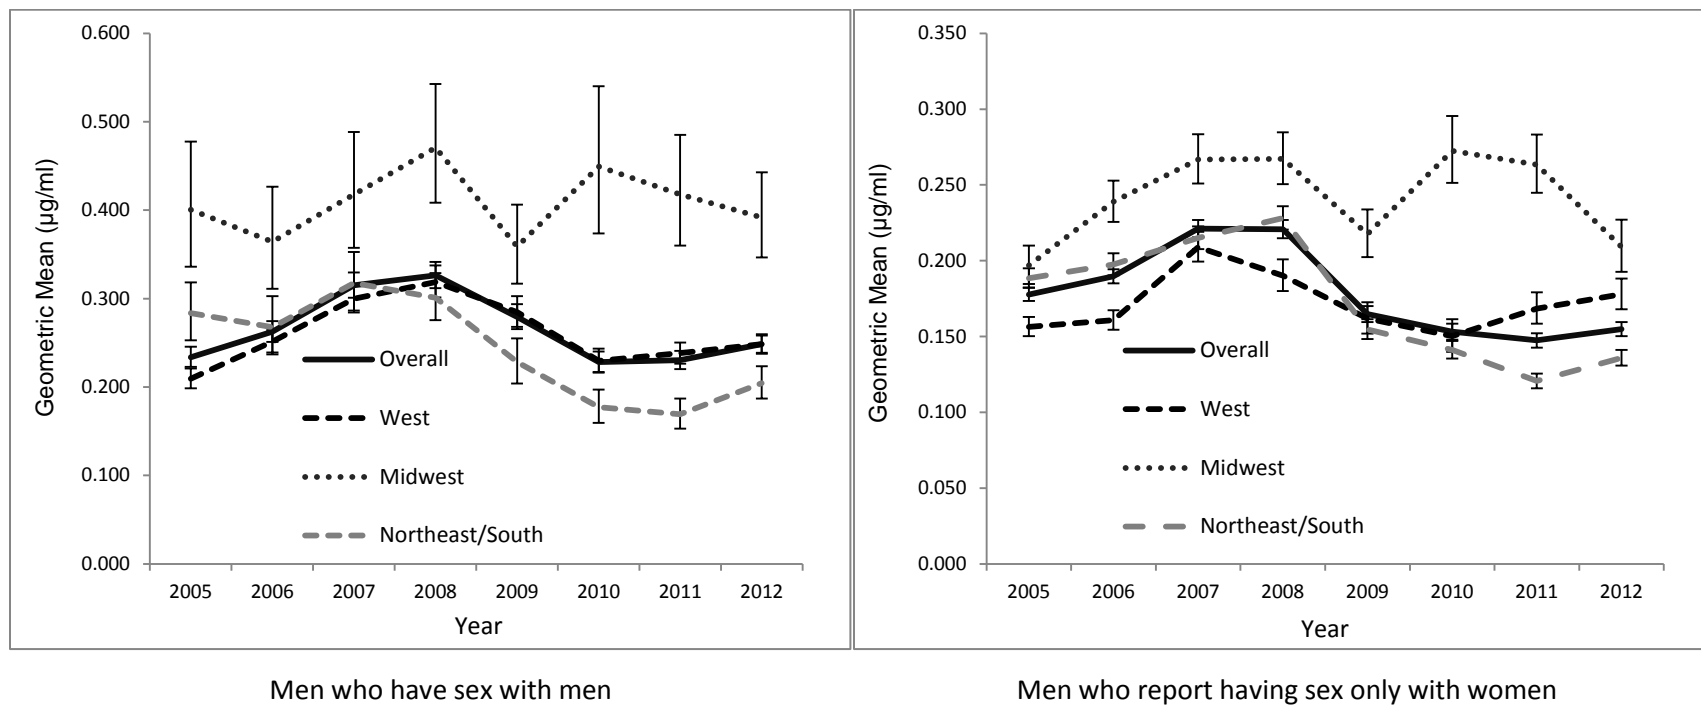 0.600
0.500
0.400
0.300
0.200
0.100
0.000
Geometric Mean (µg/ml)
Overall
West
Midwest
Northeast/South
2005 2006 2007 2008 2009 2010 2011 2012
Year
Men who have sex with men
0.350
0.300
0.250
0.200
0.150
0.100
0.050
0.000
Geometric Mean (µg/ml)
Overall
West
Midwest
Northeast/South
2005 2006 2007 2008 2009 2010 2011 2012
Year
Men who report having sex only with women